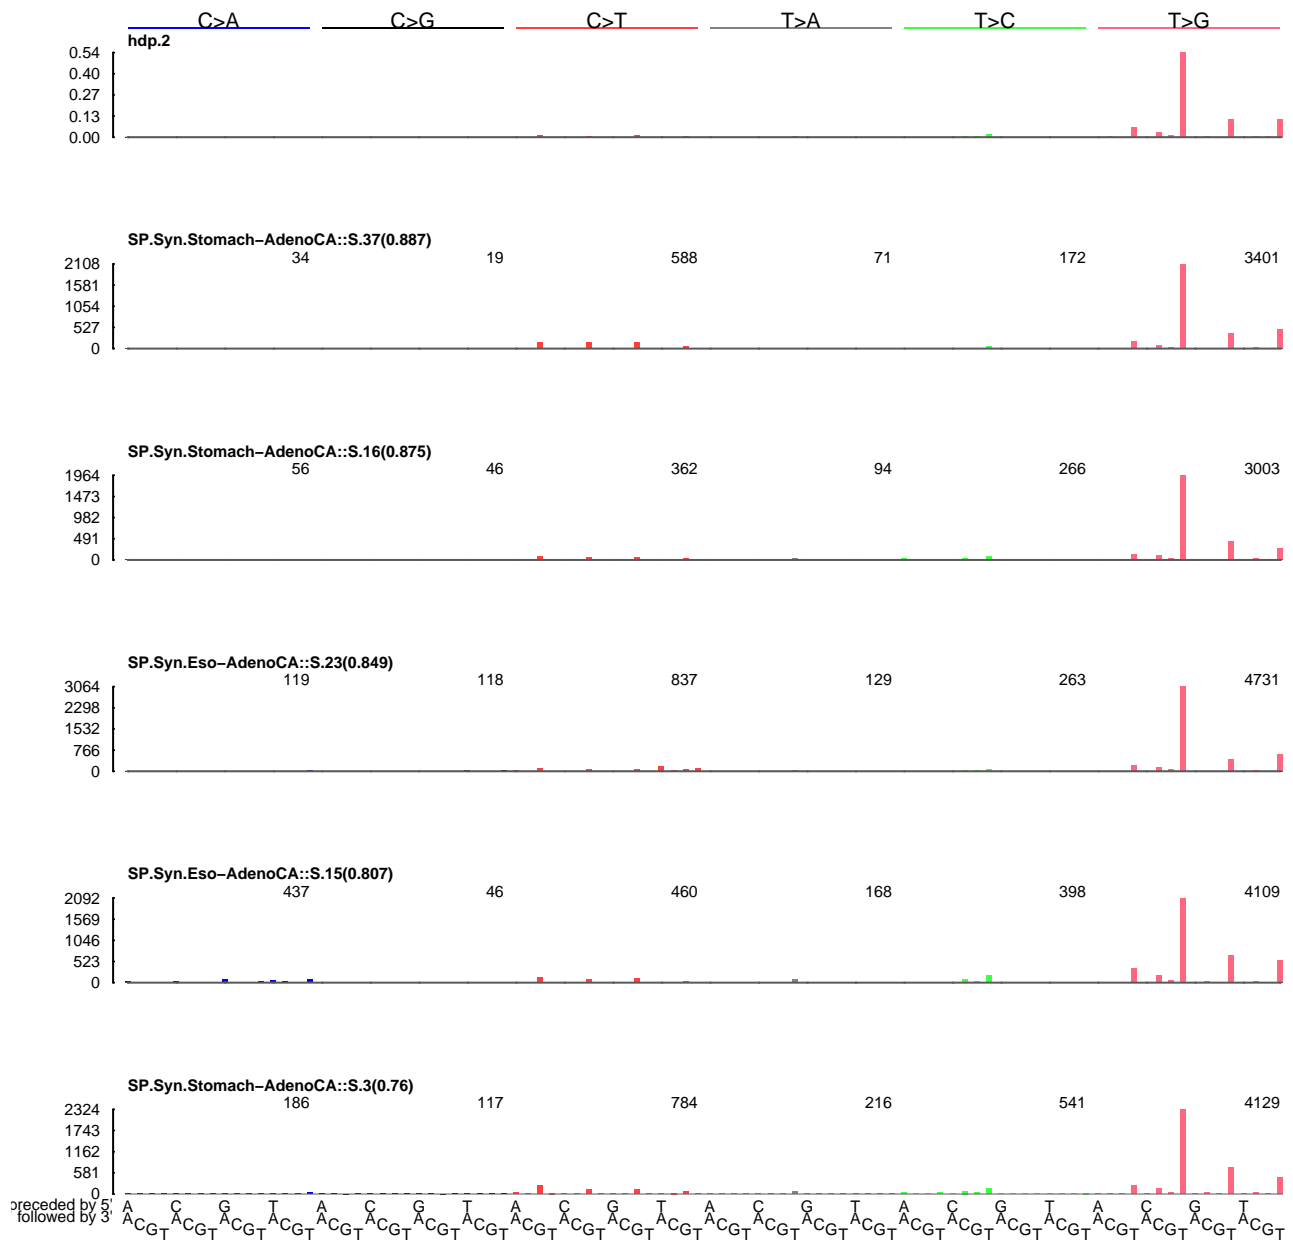 C>A C>G C>T T>A T>C T>G
hdp.2
0.54
0.40
0.27
0.13
0.00
SP.Syn.Stomach−AdenoCA::S.37(0.887)
34 19 588 71 172 3401
2108
1581
1054
527
0
SP.Syn.Stomach−AdenoCA::S.16(0.875)
56 46 362 94 266 3003
1964
1473
982
491
0
SP.Syn.Eso−AdenoCA::S.23(0.849)
119 118 837 129 263 4731
3064
2298
1532
766
0
SP.Syn.Eso−AdenoCA::S.15(0.807)
437 46 460 168 398 4109
2092
1569
1046
523
0
SP.Syn.Stomach−AdenoCA::S.3(0.76)
186 117 784 216 541 4129
2324
1743
1162
581
0
preceded by 5' A C G T A C G T A C G T A C G T A C G T A C G T
followed by 3' A C G T A C G T A C G T A C G T A C G T A C G T A C G T A C G T A C G T A C G T A C G T A C G T A C G T A C G T A C G T A C G T A C G T A C G T A C G T A C G T A C G T A C G T A C G T A C G T